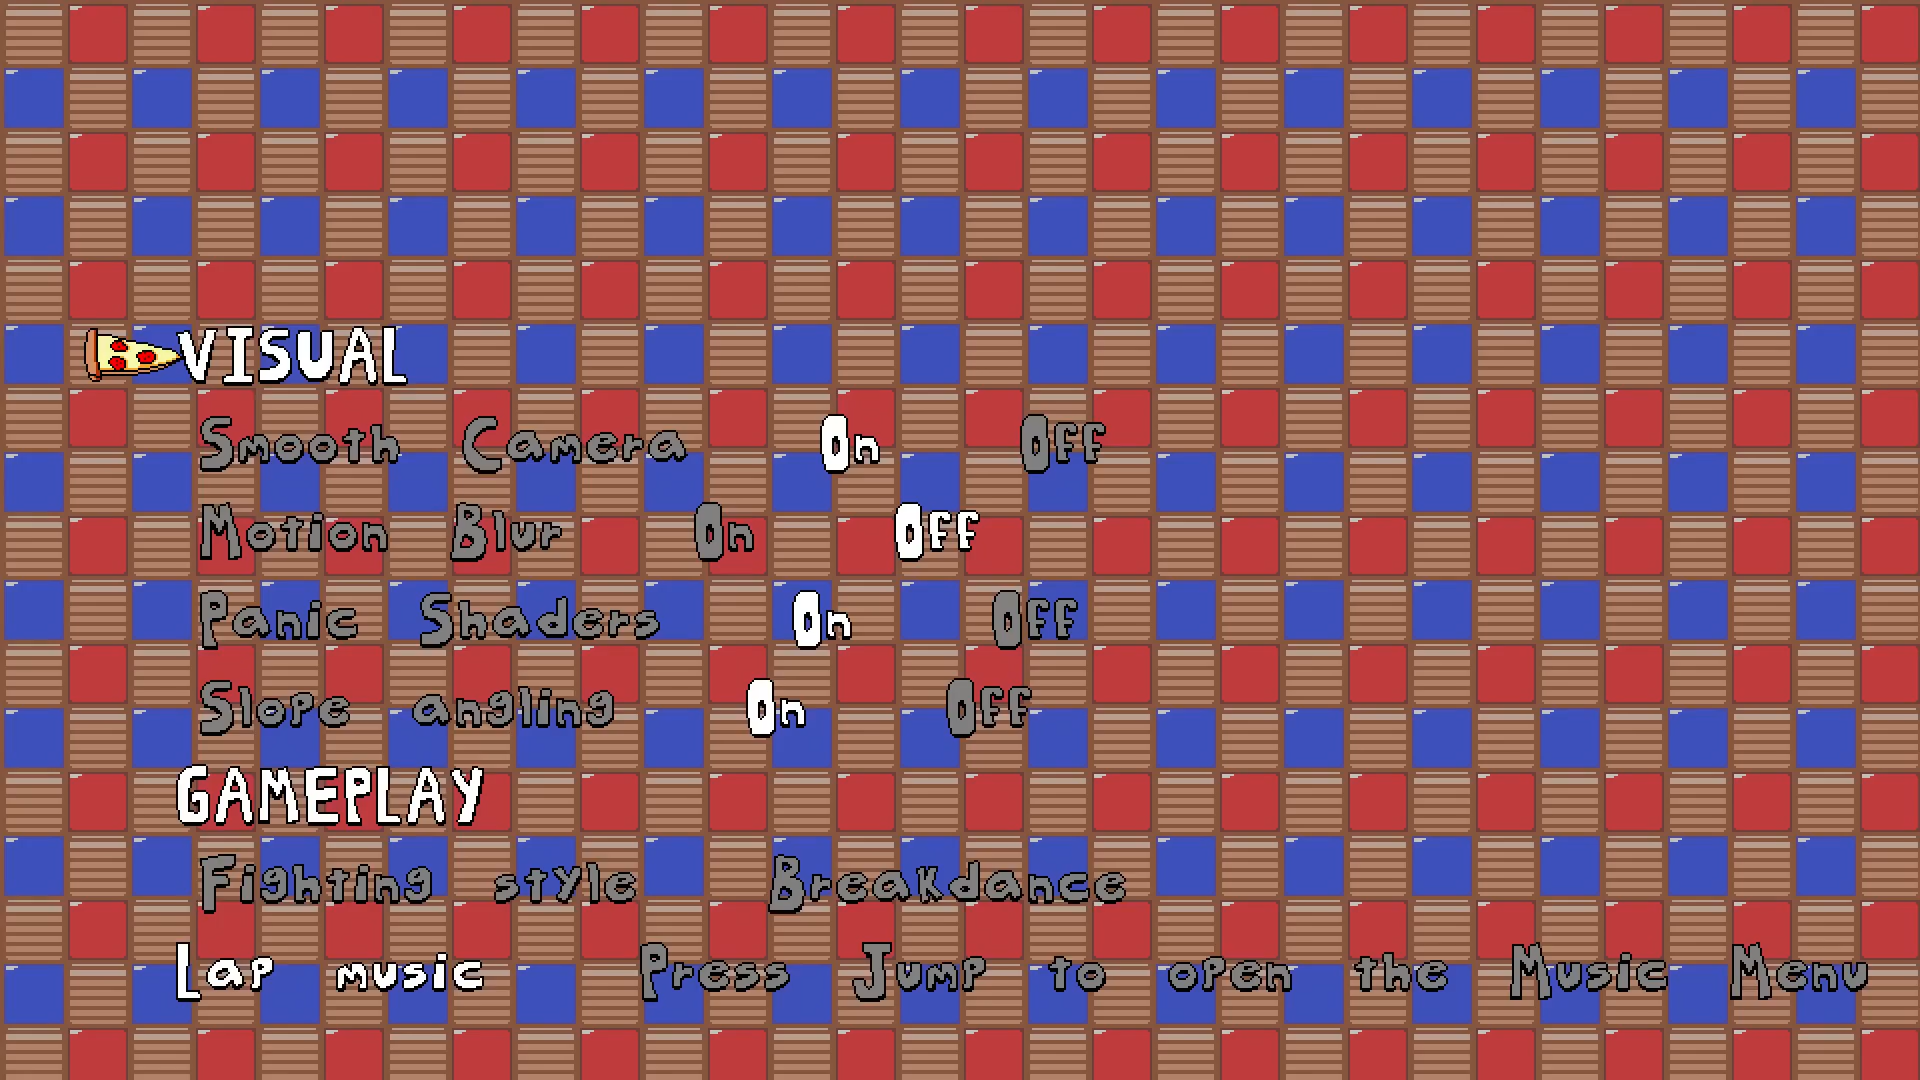 VISUAL
Smooth Camera On Off
Motion Blur On Off
Panic Shaders On Off
Slope angling On Off
GAMEPLAY
Fighting style Breakdance
Lap music Press Jump to open the Music Menu